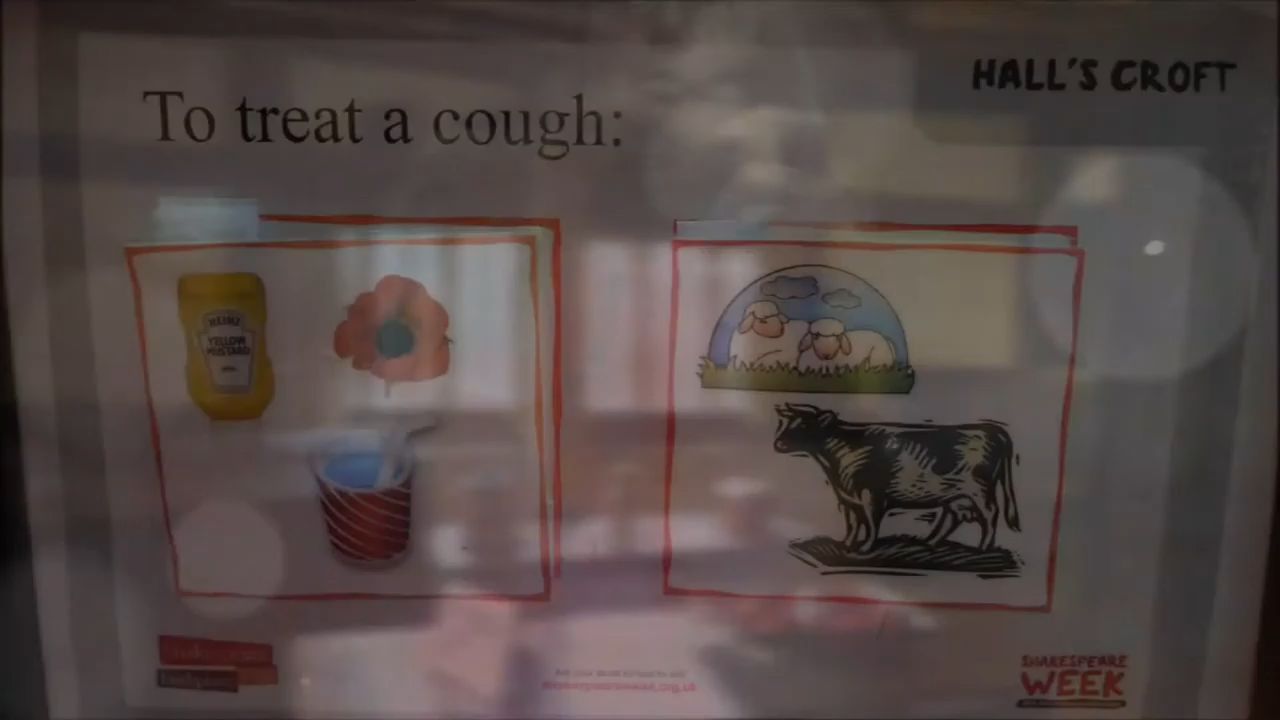 HALL'S CROFT
To treat a cough:
HEINZ
YELLOW
MUSTARD
SHAKESPEARE
WEEK